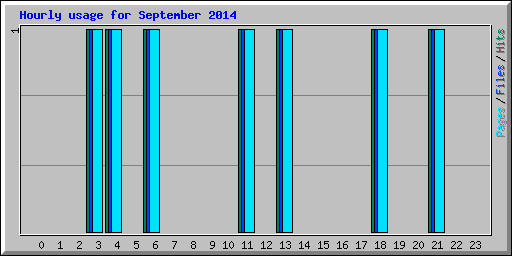 Hourly usage for September 2014
1
Pages/Files/Hits
0 1 2 3 4 5 6 7 8 9 10 11 12 13 14 15 16 17 18 19 20 21 22 23